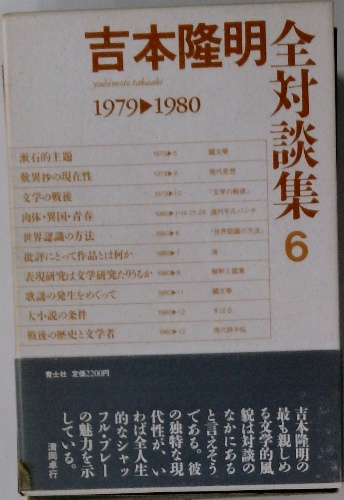 吉本隆明
yoshimoto takaaki
1979▶1980
全対談集
6
漱石的主題 1979▶5 國文學
歎異抄の現在性 1979▶6 現代思想
文学の戦後 1979▶10 『文学の戦後』
肉体・異国・青春 1980▶1・14-21・28 週刊平凡パンチ
世界認識の方法 1980▶6 『世界認識の方法』
批評にとって作品とは何か 1980▶7 海
表現研究は文学研究たりうるか 1980▶9 解釈と鑑賞
歌謡の発生をめぐって 1980▶11 國文學
大小説の条件 1980▶12 すばる
戦後の歴史と文学者 1980▶12 現代詩手帖
青土社 定価2200円
吉本隆明の
最も親しめ
る文学的風
貌は対談の
なかにある
と言えそう
である。彼
の独特な現
代性が、い
わば全人生
的なシャッ
フル・プレー
の魅力を示
している。
清岡卓行